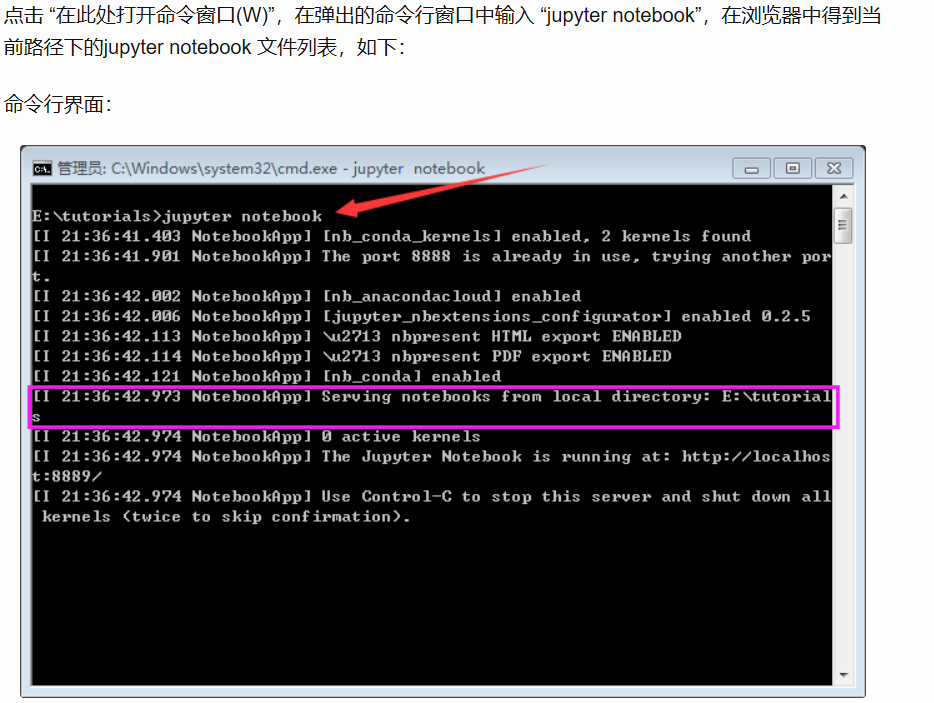 点击 “在此处打开命令窗口(W)”，在弹出的命令行窗口中输入 “jupyter notebook”，在浏览器中得到当
前路径下的jupyter notebook 文件列表，如下：
命令行界面：
管理员: C:\Windows\system32\cmd.exe - jupyter  notebook
E:\tutorials>jupyter notebook
[I 21:36:41.403 NotebookApp] [nb_conda_kernels] enabled, 2 kernels found
[I 21:36:41.901 NotebookApp] The port 8888 is already in use, trying another por
t.
[I 21:36:42.002 NotebookApp] [nb_anacondacloud] enabled
[I 21:36:42.006 NotebookApp] [jupyter_nbextensions_configurator] enabled 0.2.5
[I 21:36:42.113 NotebookApp] \u2713 nbpresent HTML export ENABLED
[I 21:36:42.114 NotebookApp] \u2713 nbpresent PDF export ENABLED
[I 21:36:42.121 NotebookApp] [nb_conda] enabled
[I 21:36:42.973 NotebookApp] Serving notebooks from local directory: E:\tutorial
s
[I 21:36:42.974 NotebookApp] 0 active kernels
[I 21:36:42.974 NotebookApp] The Jupyter Notebook is running at: http://localhos
t:8889/
[I 21:36:42.974 NotebookApp] Use Control-C to stop this server and shut down all
 kernels (twice to skip confirmation).